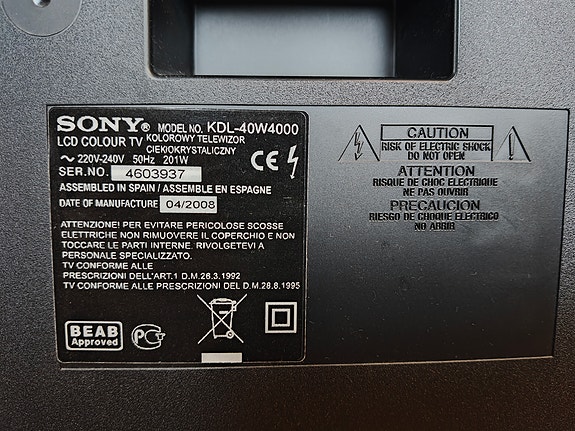 SONY® MODEL NO. KDL-40W4000
LCD COLOUR TV KOLOROWY TELEWIZOR
CIEKŁOKRYSTALICZNY
~ 220V-240V 50Hz 201W
SER.NO. 4603937
CE
ASSEMBLED IN SPAIN / ASSEMBLE EN ESPAGNE
DATE OF MANUFACTURE 04/2008
ATTENZIONE! PER EVITARE PERICOLOSE SCOSSE
ELETTRICHE NON RIMUOVERE IL COPERCHIO E NON
TOCCARE LE PARTI INTERNE. RIVOLGETEVI A
PERSONALE SPECIALIZZATO.
TV CONFORME ALLE
PRESCRIZIONI DELL'ART.1 D.M.26.3.1992
TV CONFORME ALLE PRESCRIZIONI DEL D.M.28.8.1995
BEAB
Approved
PCT
CAUTION
RISK OF ELECTRIC SHOCK
DO NOT OPEN
ATTENTION
RISQUE DE CHOC ELECTRIQUE
NE PAS OUVRIR
PRECAUCION
RIESGO DE CHOQUE ELECTRICO
NO ABRIR